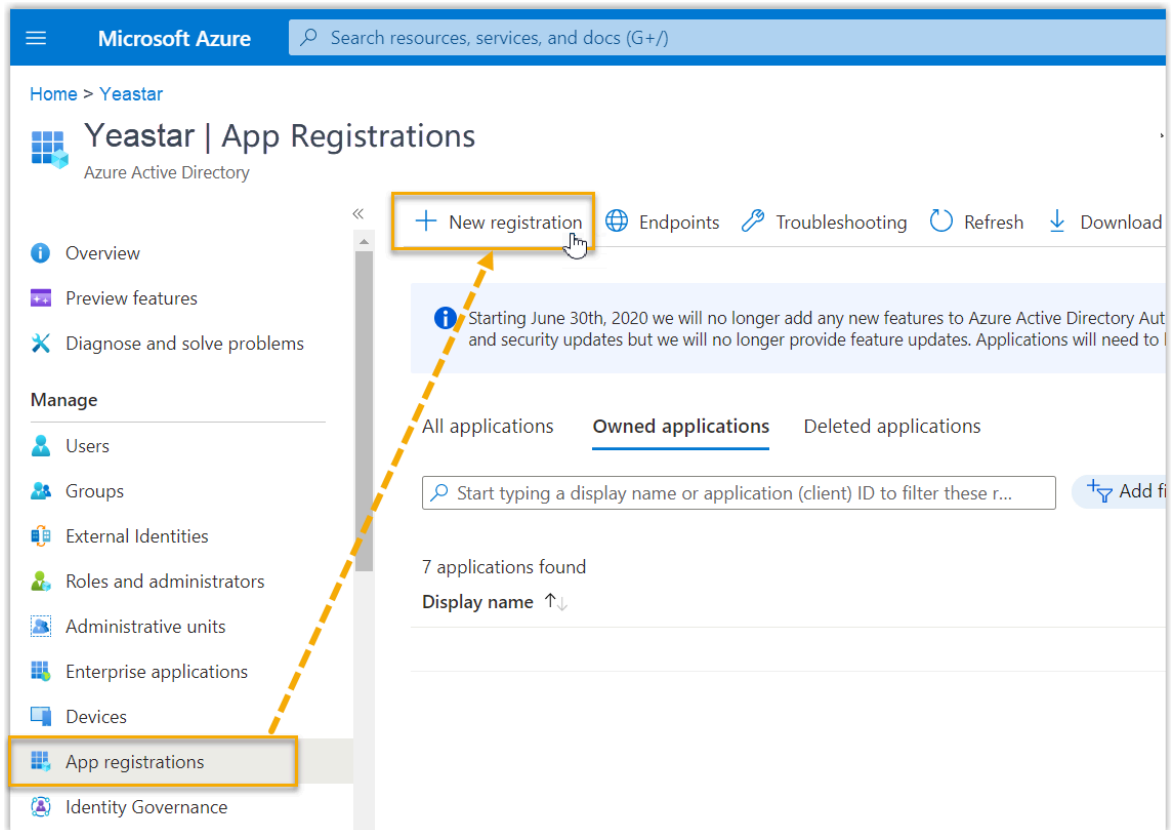 Microsoft Azure
Search resources, services, and docs (G+/)
Home > Yeastar
Yeastar | App Registrations
Azure Active Directory
«
+ New registration
Endpoints
Troubleshooting
Refresh
Download
Overview
Preview features
Diagnose and solve problems
Manage
Users
Groups
External Identities
Roles and administrators
Administrative units
Enterprise applications
Devices
App registrations
Identity Governance
Starting June 30th, 2020 we will no longer add any new features to Azure Active Directory Aut
and security updates but we will no longer provide feature updates. Applications will need to
All applications
Owned applications
Deleted applications
Start typing a display name or application (client) ID to filter these r...
Add fi
7 applications found
Display name ↑↓